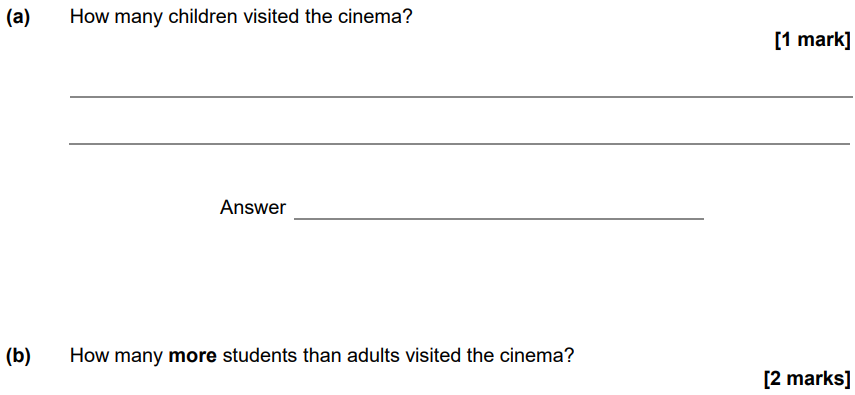 (a) How many children visited the cinema?
[1 mark]
Answer
(b) How many more students than adults visited the cinema?
[2 marks]